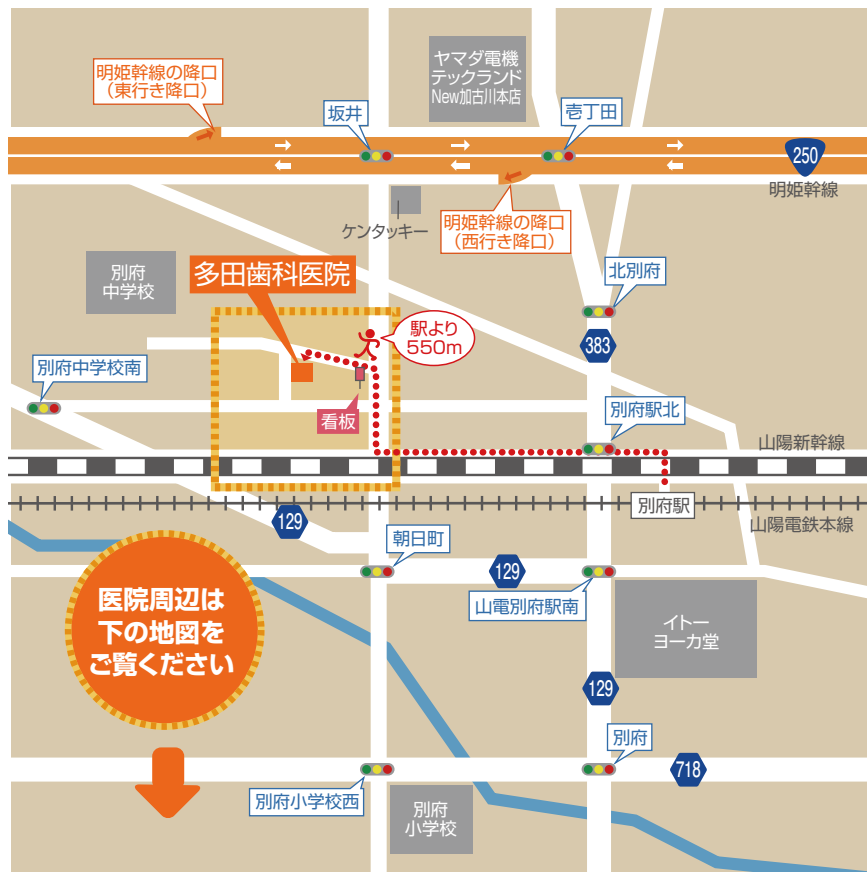 ヤマダ電機
テックランド
New加古川本店
明姫幹線の降口
（東行き降口）
坂井
壱丁田
250
明姫幹線
ケンタッキー
明姫幹線の降口
（西行き降口）
別府
中学校
多田歯科医院
北別府
駅より
550m
383
別府中学校南
看板
別府駅北
山陽新幹線
別府駅
山陽電鉄本線
129
朝日町
129
山電別府駅南
医院周辺は
下の地図を
ご覧ください
イトー
ヨーカ堂
129
別府
718
別府小学校西
別府
小学校